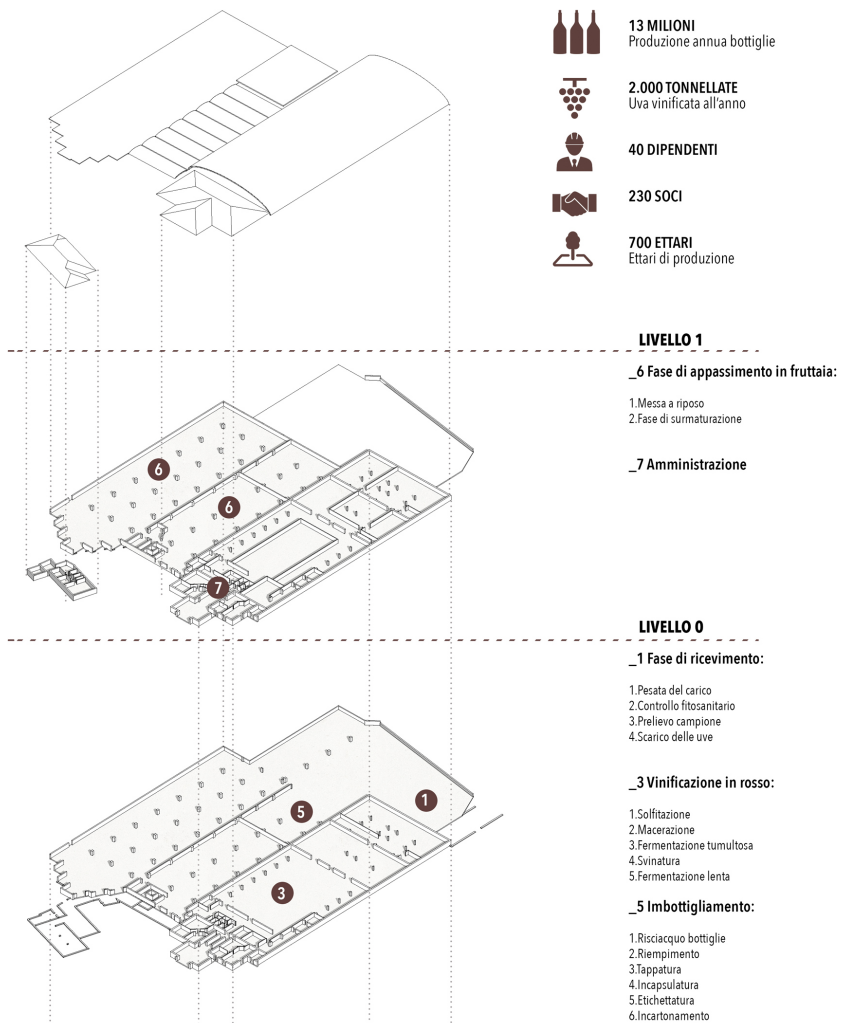 13 MILIONI
Produzione annua bottiglie
2.000 TONNELLATE
Uva vinificata all'anno
40 DIPENDENTI
230 SOCI
700 ETTARI
Ettari di produzione
LIVELLO 1
_6 Fase di appassimento in fruttaia:
1.Messa a riposo
2.Fase di surmaturazione
_7 Amministrazione
6
6
7
LIVELLO 0
_1 Fase di ricevimento:
1.Pesata del carico
2.Controllo fitosanitario
3.Prelievo campione
4.Scarico delle uve
_3 Vinificazione in rosso:
1.Solfitazione
2.Macerazione
3.Fermentazione tumultosa
4.Svinatura
5.Fermentazione lenta
_5 Imbottigliamento:
1.Risciacquo bottiglie
2.Riempimento
3.Tappatura
4.Incapsulatura
5.Etichettatura
6.Incartonamento
1
5
3